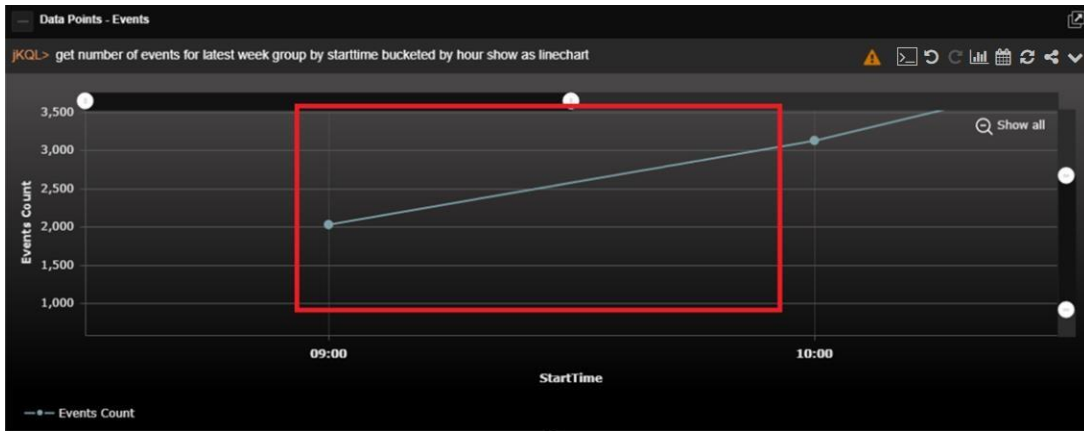 Data Points - Events
jKQL> get number of events for latest week group by starttime bucketed by hour show as linechart
3,500
Show all
3,000
2,500
2,000
1,500
1,000
Events Count
09:00
10:00
StartTime
Events Count